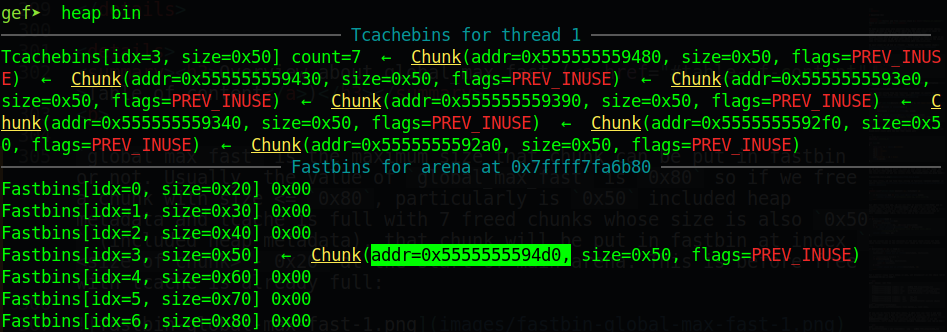 gef➤  heap bin
Tcachebins for thread 1
Tcachebins[idx=3, size=0x50] count=7  ←  Chunk(addr=0x555555559480, size=0x50, flags=PREV_INUS
E)  ←  Chunk(addr=0x555555559430, size=0x50, flags=PREV_INUSE)  ←  Chunk(addr=0x5555555593e0,
size=0x50, flags=PREV_INUSE)  ←  Chunk(addr=0x555555559390, size=0x50, flags=PREV_INUSE)  ←  C
hunk(addr=0x555555559340, size=0x50, flags=PREV_INUSE)  ←  Chunk(addr=0x5555555592f0, size=0x5
0, flags=PREV_INUSE)  ←  Chunk(addr=0x5555555592a0, size=0x50, flags=PREV_INUSE)
Fastbins for arena at 0x7ffff7fa6b80
Fastbins[idx=0, size=0x20] 0x00
Fastbins[idx=1, size=0x30] 0x00
Fastbins[idx=2, size=0x40] 0x00
Fastbins[idx=3, size=0x50]  ←  Chunk(addr=0x5555555594d0, size=0x50, flags=PREV_INUSE)
Fastbins[idx=4, size=0x60] 0x00
Fastbins[idx=5, size=0x70] 0x00
Fastbins[idx=6, size=0x80] 0x00